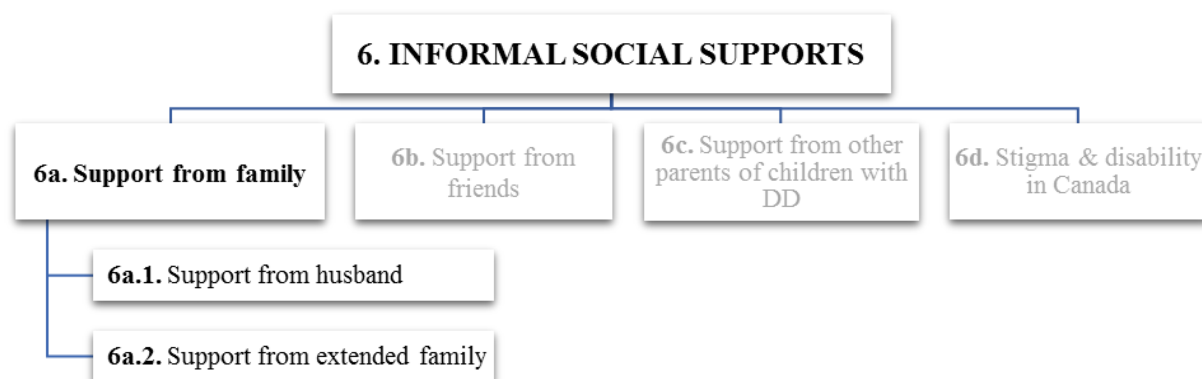 6. INFORMAL SOCIAL SUPPORTS
6a. Support from family
6b. Support from
friends
6c. Support from other
parents of children with
DD
6d. Stigma & disability
in Canada
6a.1. Support from husband
6a.2. Support from extended family